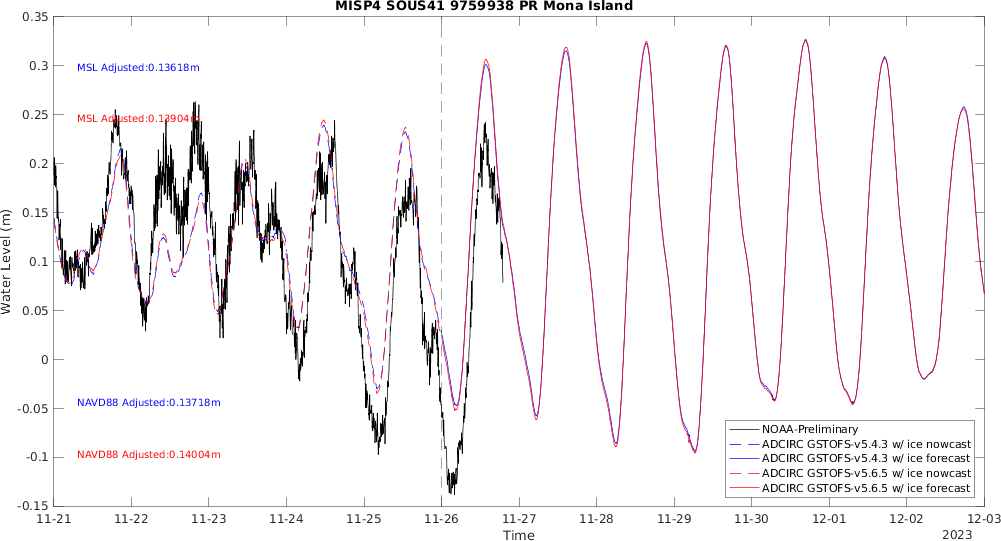 MISP4 SOUS41 9759938 PR Mona Island
0.35
0.3
0.25
0.2
0.15
0.1
0.05
0
-0.05
-0.1
-0.15
Water Level (m)
MSL Adjusted:0.13618m
MSL Adjusted:0.13904m
NAVD88 Adjusted:0.13718m
NAVD88 Adjusted:0.14004m
NOAA-Preliminary
ADCIRC GSTOFS-v5.4.3 w/ ice nowcast
ADCIRC GSTOFS-v5.4.3 w/ ice forecast
ADCIRC GSTOFS-v5.6.5 w/ ice nowcast
ADCIRC GSTOFS-v5.6.5 w/ ice forecast
11-21 11-22 11-23 11-24 11-25 11-26 11-27 11-28 11-29 11-30 12-01 12-02 12-03
Time
2023